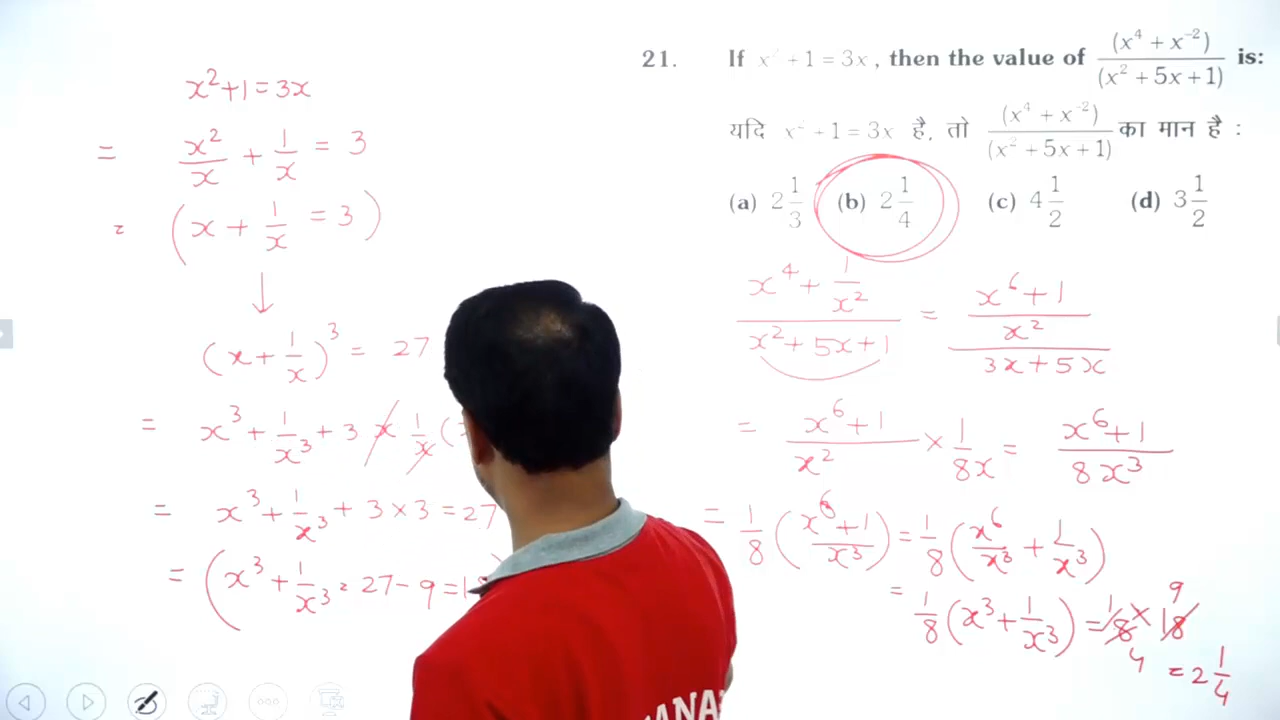 21. If x² + 1 = 3x, then the value of (x⁴ + x⁻²)/(x² + 5x + 1) is:
यदि x² + 1 = 3x है, तो (x⁴ + x⁻²)/(x² + 5x + 1) का मान है :
(a) 2 1/3 (b) 2 1/4 (c) 4 1/2 (d) 3 1/2
x² + 1 = 3x
= x²/x + 1/x = 3
= (x + 1/x = 3)
↓
(x + 1/x)³ = 27
= x³ + 1/x³ + 3 x 1/x (
= x³ + 1/x³ + 3 × 3 = 27
= (x³ + 1/x³ = 27 - 9 =
(x⁴ + 1/x²)/(x² + 5x + 1) = ((x⁶ + 1)/x²)/(3x + 5x)
= (x⁶ + 1)/x² × 1/8x = (x⁶ + 1)/8x³
= 1/8 ((x⁶ + 1)/x³) = 1/8 (x⁶/x³ + 1/x³)
= 1/8 (x³ + 1/x³) = 1/8 × 18
4 9
= 2 1/4